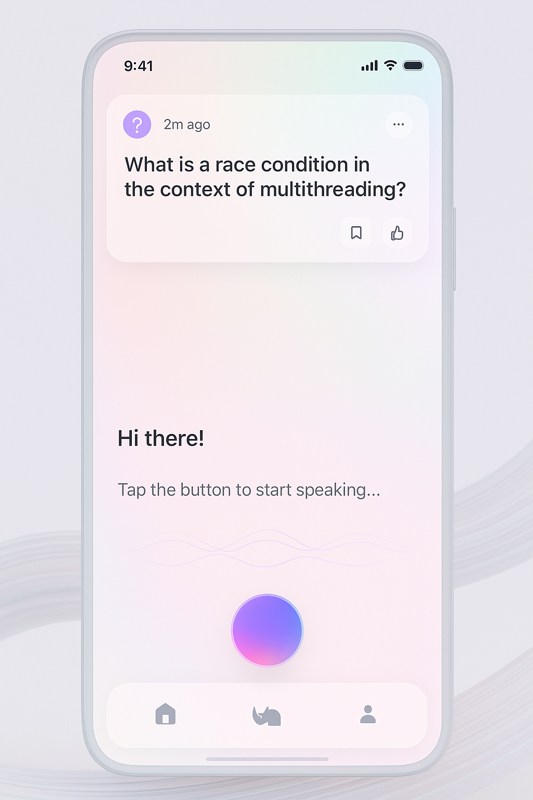 9:41
2m ago
What is a race condition in
the context of multithreading?
Hi there!
Tap the button to start speaking...